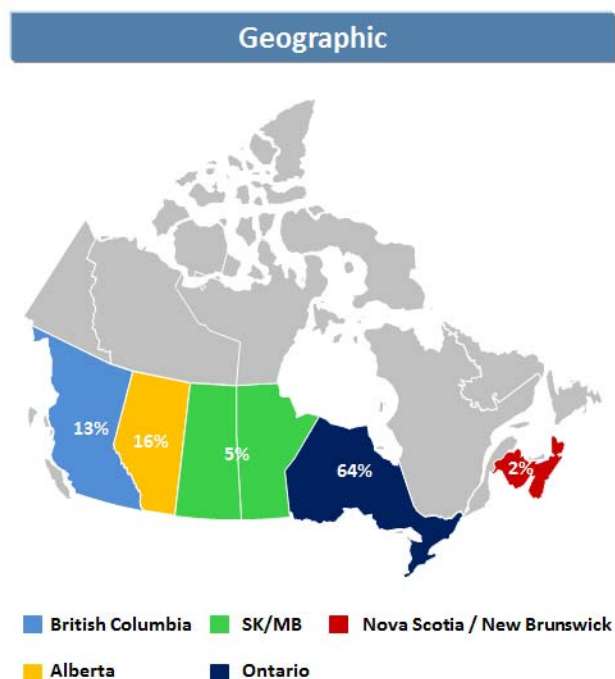 Geographic
13%
16%
5%
64%
2%
British Columbia
SK/MB
Nova Scotia / New Brunswick
Alberta
Ontario